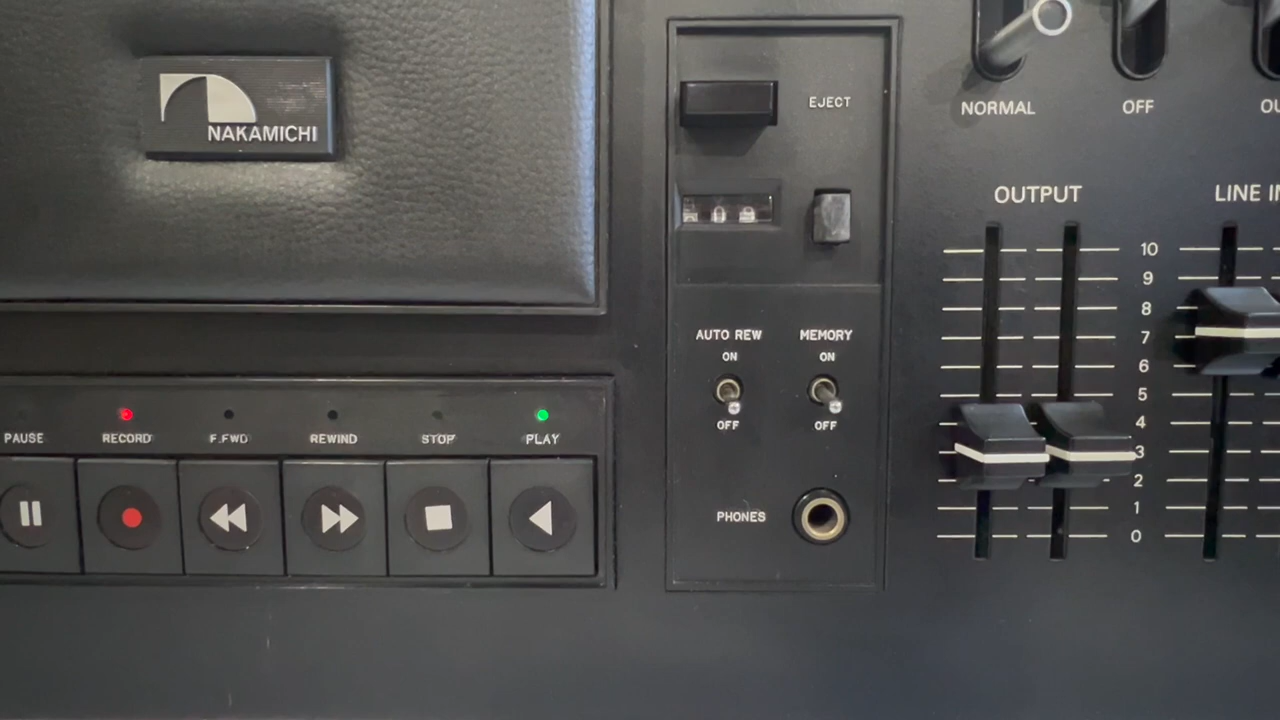 NAKAMICHI
PAUSE
RECORD
F.FWD
REWIND
STOP
PLAY
EJECT
AUTO REW
ON
OFF
MEMORY
ON
OFF
PHONES
NORMAL
OFF
OUTPUT
10
9
8
7
6
5
4
3
2
1
0
LINE